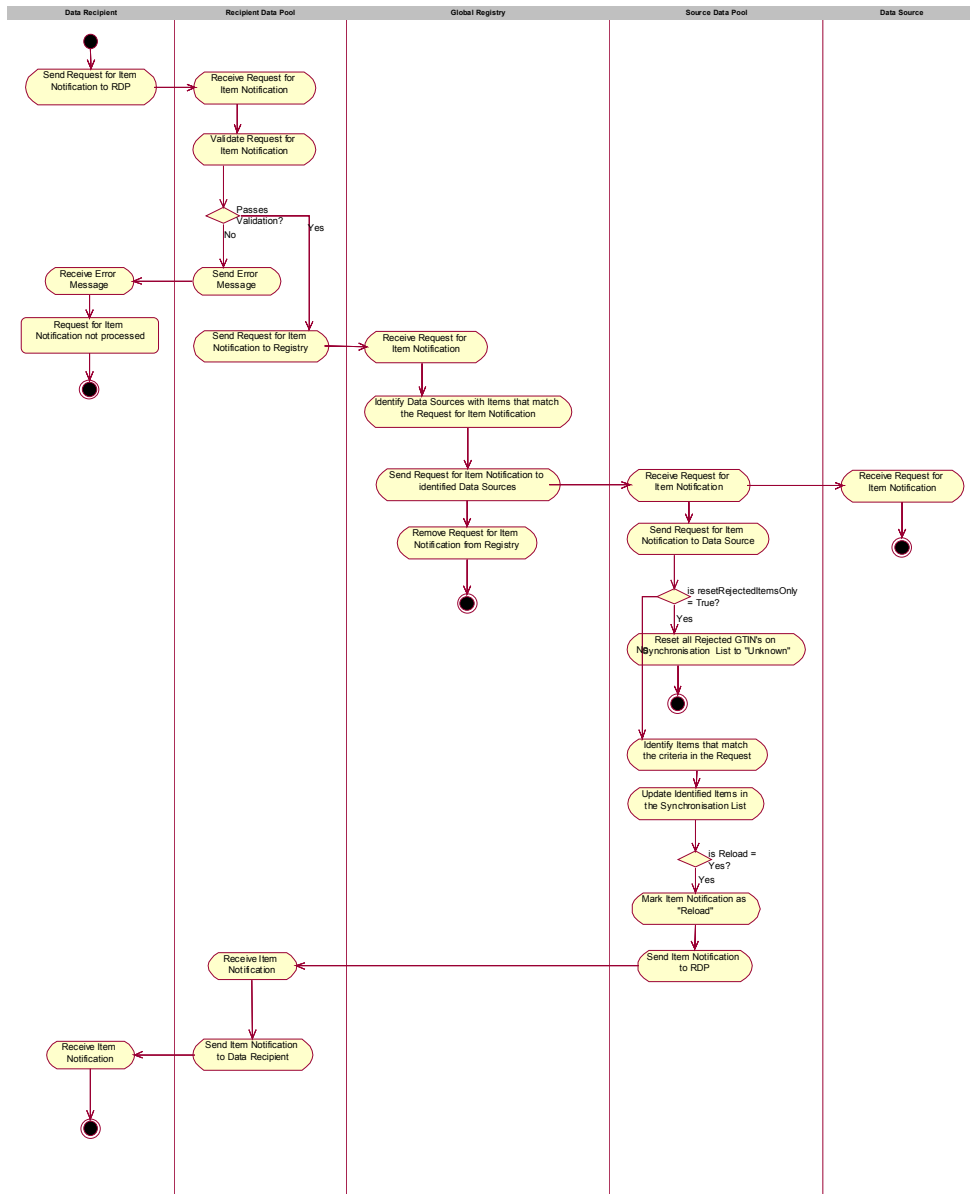 Data Recipient
Recipient Data Pool
Global Registry
Source Data Pool
Data Source
Send Request for Item
Notification to RDP
Receive Request for
Item Notification
Validate Request for
Item Notification
Passes
Validation?
Yes
No
Receive Error
Message
Send Error
Message
Request for Item
Notification not processed
Send Request for Item
Notification to Registry
Receive Request for
Item Notification
Identify Data Sources with Items that match
the Request for Item Notification
Send Request for Item Notification to
identified Data Sources
Receive Request for
Item Notification
Receive Request for
Item Notification
Remove Request for Item
Notification from Registry
Send Request for Item
Notification to Data Source
is resetRejectedItemsOnly
= True?
Yes
Reset all Rejected GTIN's on
Synchronisation List to "Unknown"
No
Identify Items that match
the criteria in the Request
Update Identified Items in
the Synchronisation List
is Reload =
Yes?
Yes
Mark Item Notification as
"Reload"
Receive Item
Notification
Send Item Notification
to RDP
Receive Item
Notification
Send Item Notification
to Data Recipient